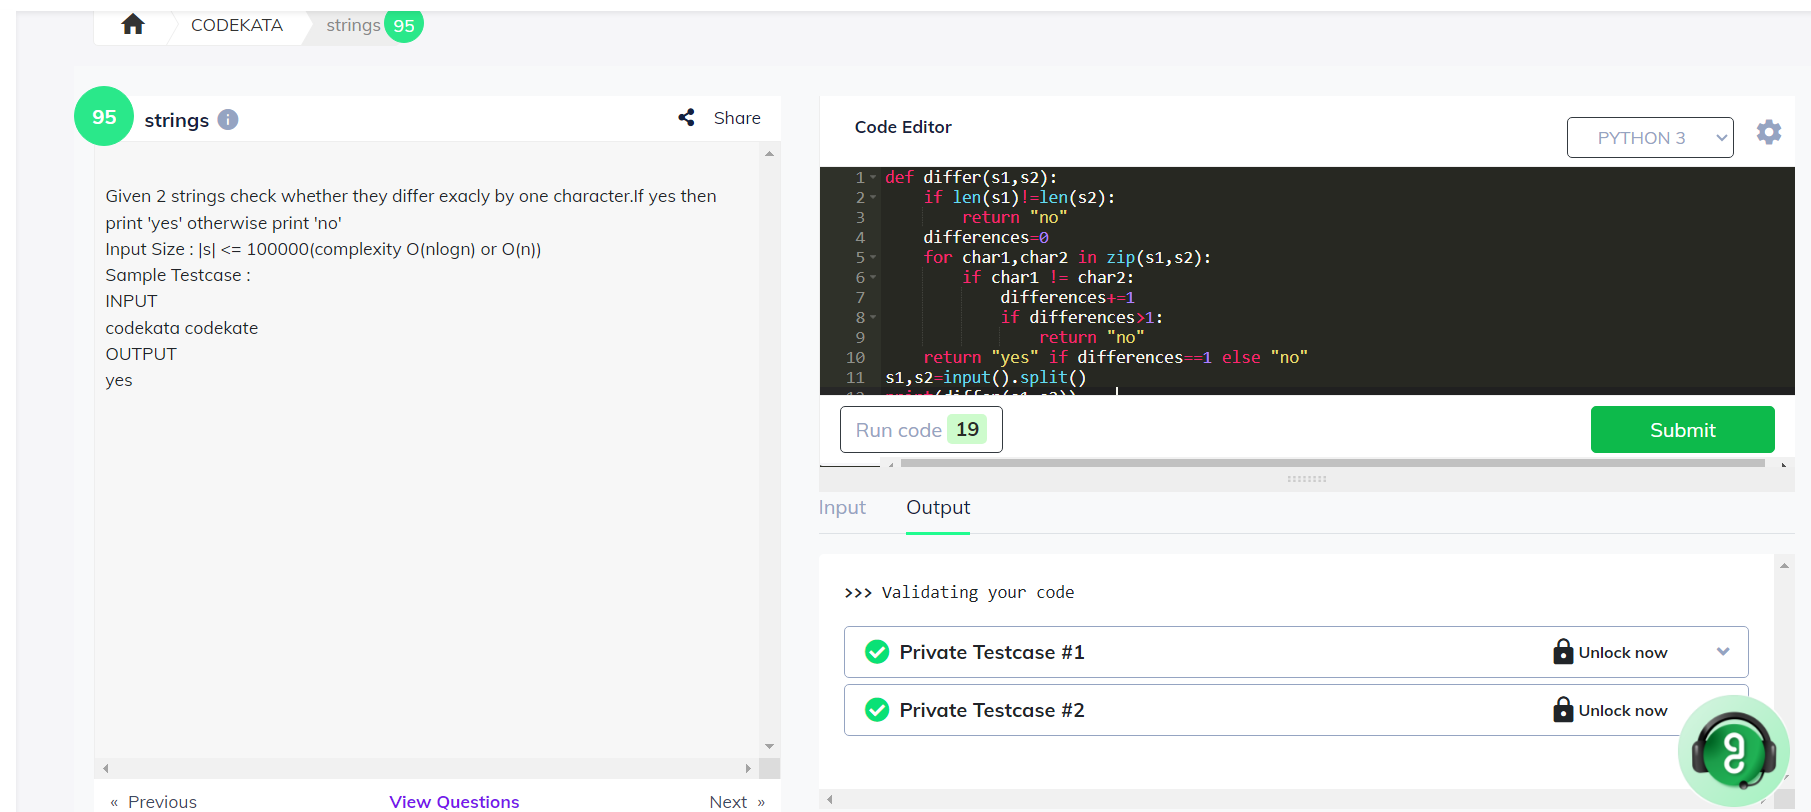 CODEKATA
strings 95
95 strings
Share
Given 2 strings check whether they differ exacly by one character.If yes then
print 'yes' otherwise print 'no'
Input Size : |s| <= 100000(complexity O(nlogn) or O(n))
Sample Testcase :
INPUT
codekata codekate
OUTPUT
yes
« Previous
View Questions
Next »
Code Editor
PYTHON 3
1 def differ(s1,s2):
2 if len(s1)!=len(s2):
3 return "no"
4 differences=0
5 for char1,char2 in zip(s1,s2):
6 if char1 != char2:
7 differences+=1
8 if differences>1:
9 return "no"
10 return "yes" if differences==1 else "no"
11 s1,s2=input().split()
12 print(differ(s1,s2))
Run code 19
Submit
Input
Output
>>> Validating your code
Private Testcase #1
Unlock now
Private Testcase #2
Unlock now